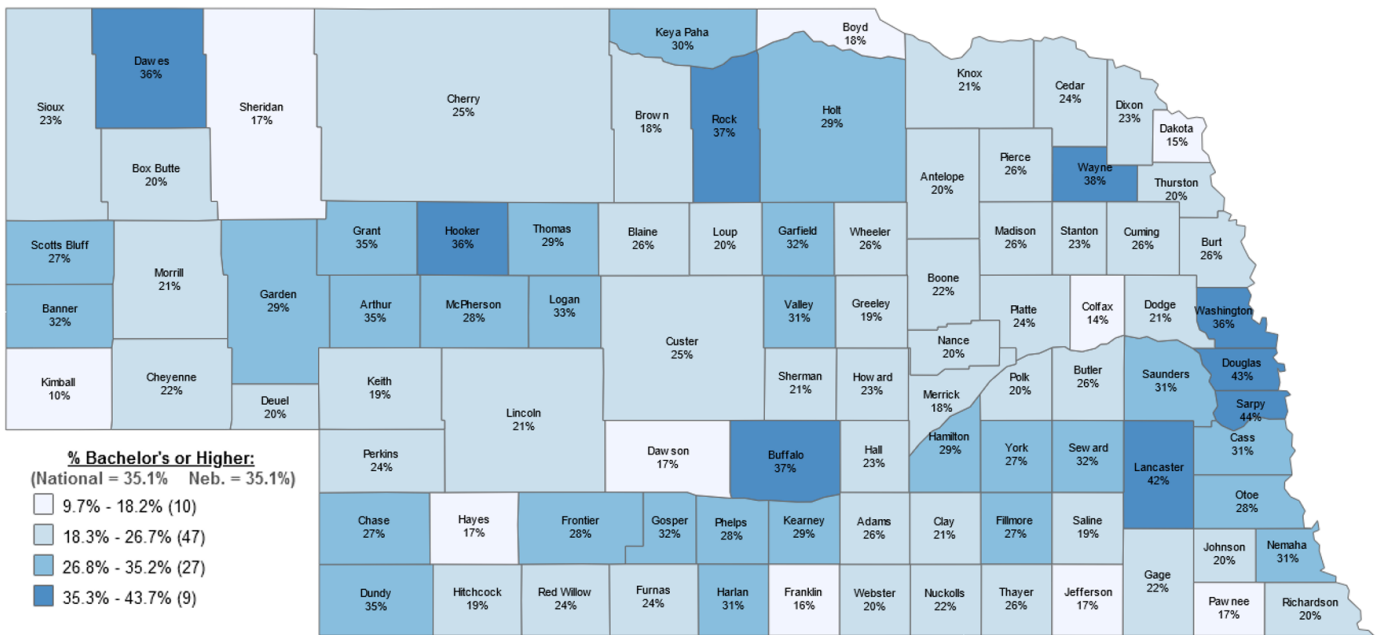 Sioux
23%
Dawes
36%
Sheridan
17%
Box Butte
20%
Cherry
25%
Keya Paha
30%
Boyd
18%
Brown
18%
Rock
37%
Holt
29%
Knox
21%
Cedar
24%
Dixon
23%
Dakota
15%
Antelope
20%
Pierce
26%
Wayne
38%
Thurston
20%
Scotts Bluff
27%
Morrill
21%
Garden
29%
Grant
35%
Hooker
36%
Thomas
29%
Blaine
26%
Loup
20%
Garfield
32%
Wheeler
26%
Madison
26%
Stanton
23%
Cuming
26%
Burt
26%
Banner
32%
Arthur
35%
McPherson
28%
Logan
33%
Custer
25%
Valley
31%
Greeley
19%
Boone
22%
Platte
24%
Colfax
14%
Dodge
21%
Washington
36%
Nance
20%
Kimball
10%
Cheyenne
22%
Deuel
20%
Keith
19%
Lincoln
21%
Sherman
21%
Howard
23%
Merrick
18%
Polk
20%
Butler
26%
Saunders
31%
Douglas
43%
Sarpy
44%
Perkins
24%
Dawson
17%
Buffalo
37%
Hall
23%
Hamilton
29%
York
27%
Seward
32%
Lancaster
42%
Cass
31%
Otoe
28%
Chase
27%
Hayes
17%
Frontier
28%
Gosper
32%
Phelps
28%
Kearney
29%
Adams
26%
Clay
21%
Fillmore
27%
Saline
19%
Gage
22%
Johnson
20%
Nemaha
31%
Dundy
35%
Hitchcock
19%
Red Willow
24%
Furnas
24%
Harlan
31%
Franklin
16%
Webster
20%
Nuckolls
22%
Thayer
26%
Jefferson
17%
Pawnee
17%
Richardson
20%
% Bachelor's or Higher:
(National = 35.1% Neb. = 35.1%)
9.7% - 18.2% (10)
18.3% - 26.7% (47)
26.8% - 35.2% (27)
35.3% - 43.7% (9)